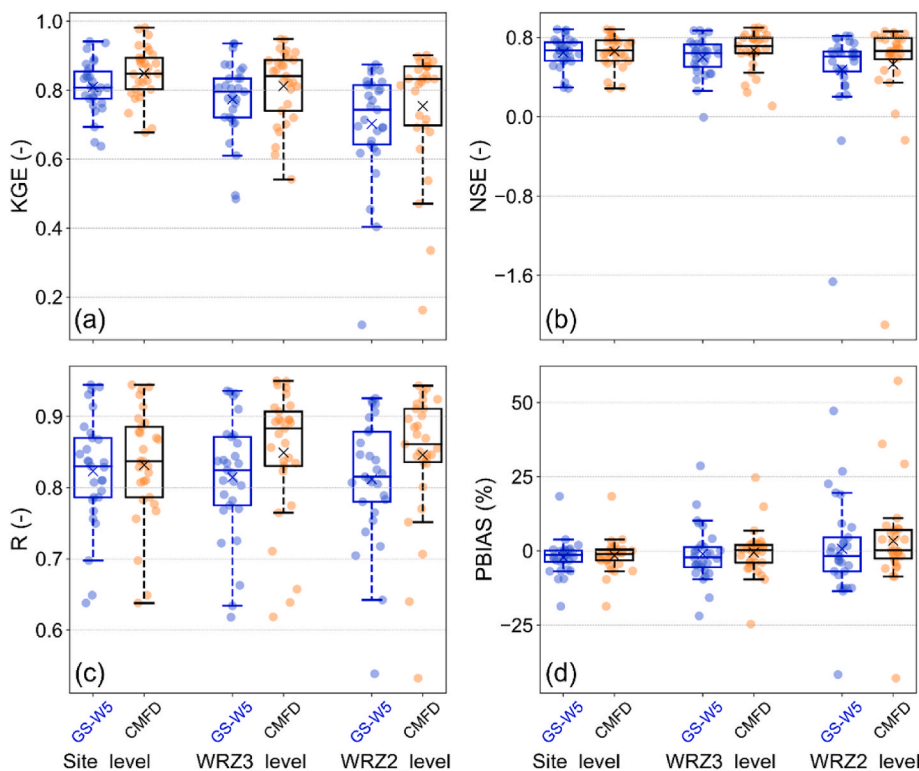 1.0
0.8
0.6
0.4
0.2
KGE (-)
(a)
0.8
0.0
−0.8
−1.6
NSE (-)
(b)
0.9
0.8
0.7
0.6
R (-)
(c)
GS-W5
CMFD
GS-W5
CMFD
GS-W5
CMFD
Site level
WRZ3 level
WRZ2 level
50
25
0
−25
PBIAS (%)
(d)
GS-W5
CMFD
GS-W5
CMFD
GS-W5
CMFD
Site level
WRZ3 level
WRZ2 level